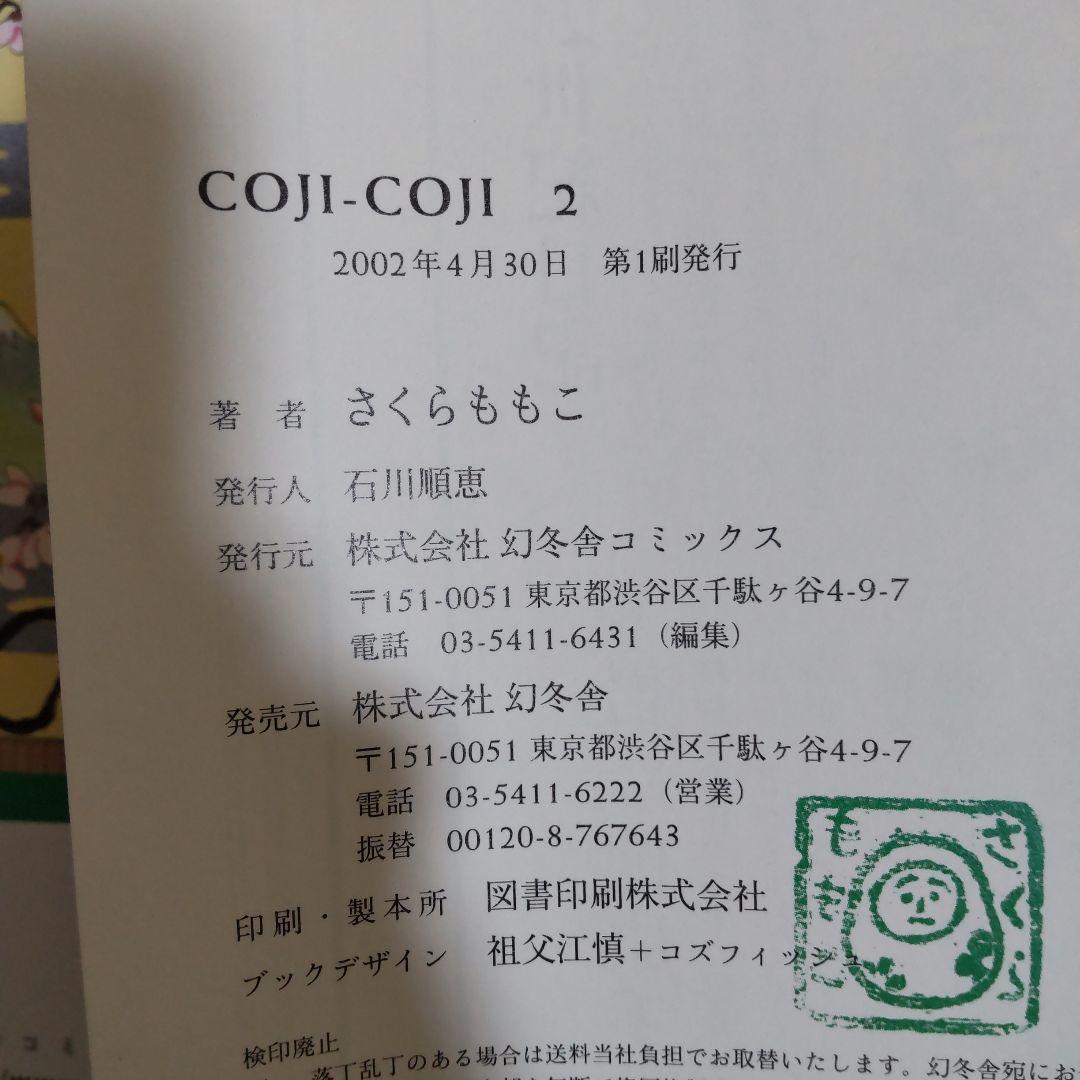 COJI-COJI 2
2002年4月30日 第1刷発行
著 者 さくらももこ
発行人 石川順恵
発行元 株式会社 幻冬舎コミックス
〒151-0051 東京都渋谷区千駄ヶ谷4-9-7
電話 03-5411-6431（編集）
発売元 株式会社 幻冬舎
〒151-0051 東京都渋谷区千駄ヶ谷4-9-7
電話 03-5411-6222（営業）
振替 00120-8-767643
印刷・製本所 図書印刷株式会社
ブックデザイン 祖父江慎＋コズフィッシュ
さくら
ももこ
検印廃止
落丁乱丁のある場合は送料当社負担でお取替いたします。幻冬舎宛にお